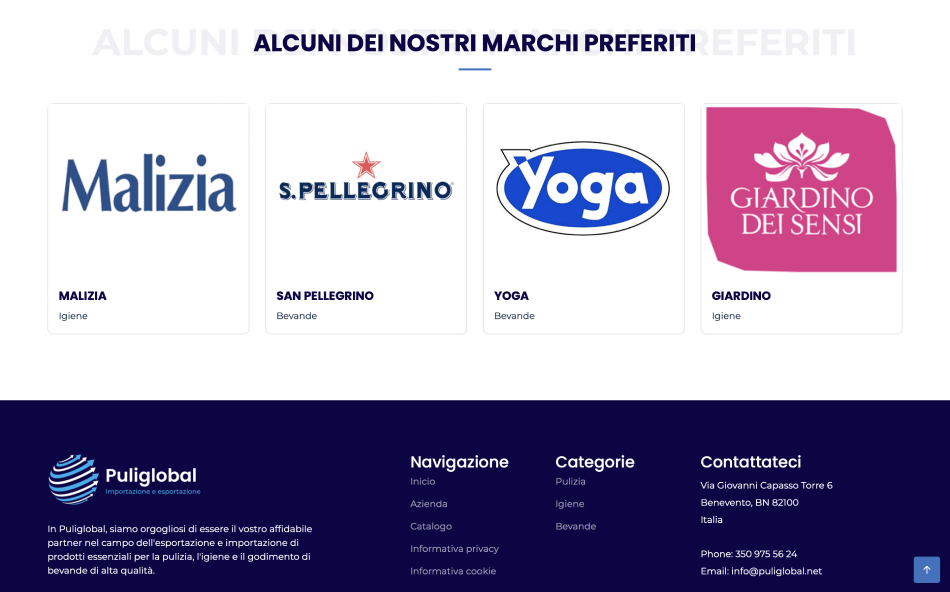 ALCUNI DEI NOSTRI MARCHI PREFERITI
Malizia
S.PELLEGRINO
Yoga
GIARDINO
DEI SENSI
MALIZIA
Igiene
SAN PELLEGRINO
Bevande
YOGA
Bevande
GIARDINO
Igiene
Puliglobal
Importazione e esportazione
In Puliglobal, siamo orgogliosi di essere il vostro affidabile
partner nel campo dell'esportazione e importazione di
prodotti essenziali per la pulizia, l'igiene e il godimento di
bevande di alta qualità.
Navigazione
Inicio
Azienda
Catalogo
Informativa privacy
Informativa cookie
Categorie
Pulizia
Igiene
Bevande
Contattateci
Via Giovanni Capasso Torre 6
Benevento, BN 82100
Italia
Phone: 350 975 56 24
Email: info@puliglobal.net